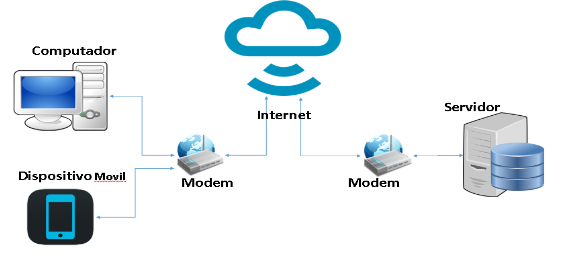 Computador
Internet
Servidor
Dispositivo Movil
Modem
Modem